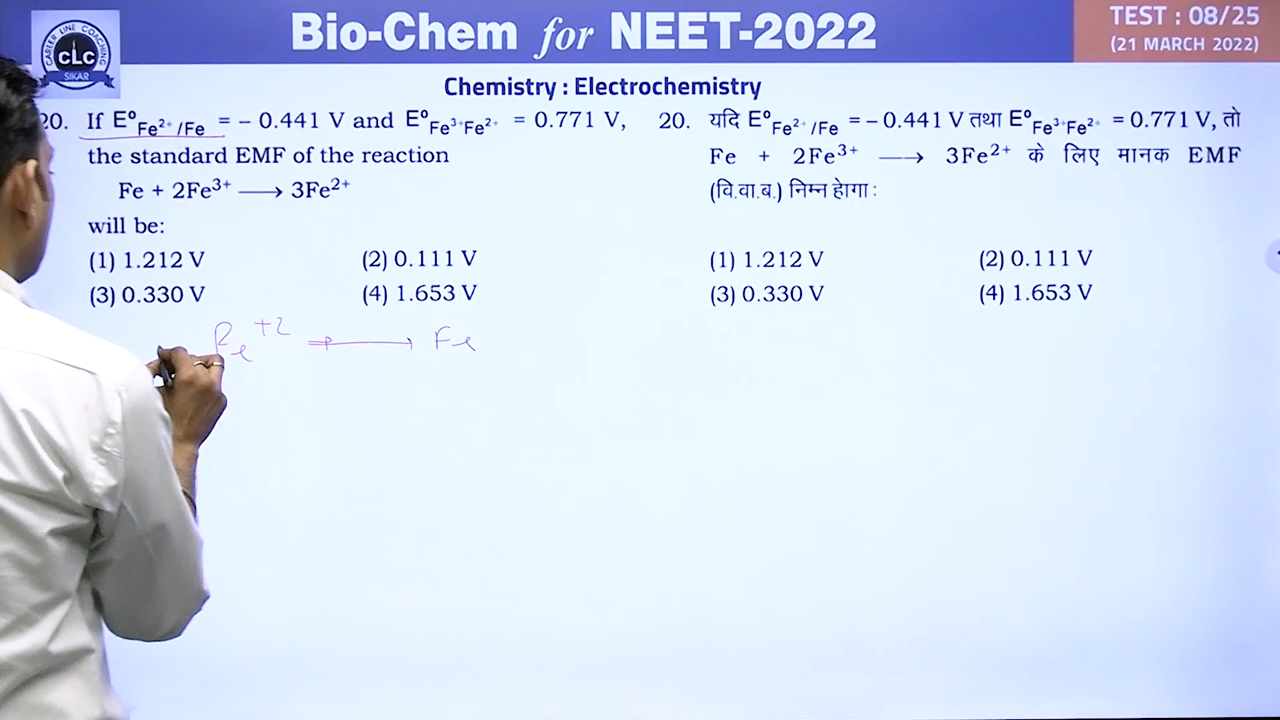 Bio-Chem for NEET-2022
TEST : 08/25
(21 MARCH 2022)
CAREER LINE COACHING
CLC
SIKAR
Chemistry : Electrochemistry
20. If E°Fe²⁺/Fe = – 0.441 V and E°Fe³⁺Fe²⁺ = 0.771 V,
the standard EMF of the reaction
Fe + 2Fe³⁺ ⟶ 3Fe²⁺
will be:
(1) 1.212 V (2) 0.111 V
(3) 0.330 V (4) 1.653 V
Fe⁺² ⟶ Fe
20. यदि E°Fe²⁺/Fe = – 0.441 V तथा E°Fe³⁺Fe²⁺ = 0.771 V, तो
Fe + 2Fe³⁺ ⟶ 3Fe²⁺ के लिए मानक EMF
(वि.वा.ब.) निम्न हेागा :
(1) 1.212 V (2) 0.111 V
(3) 0.330 V (4) 1.653 V